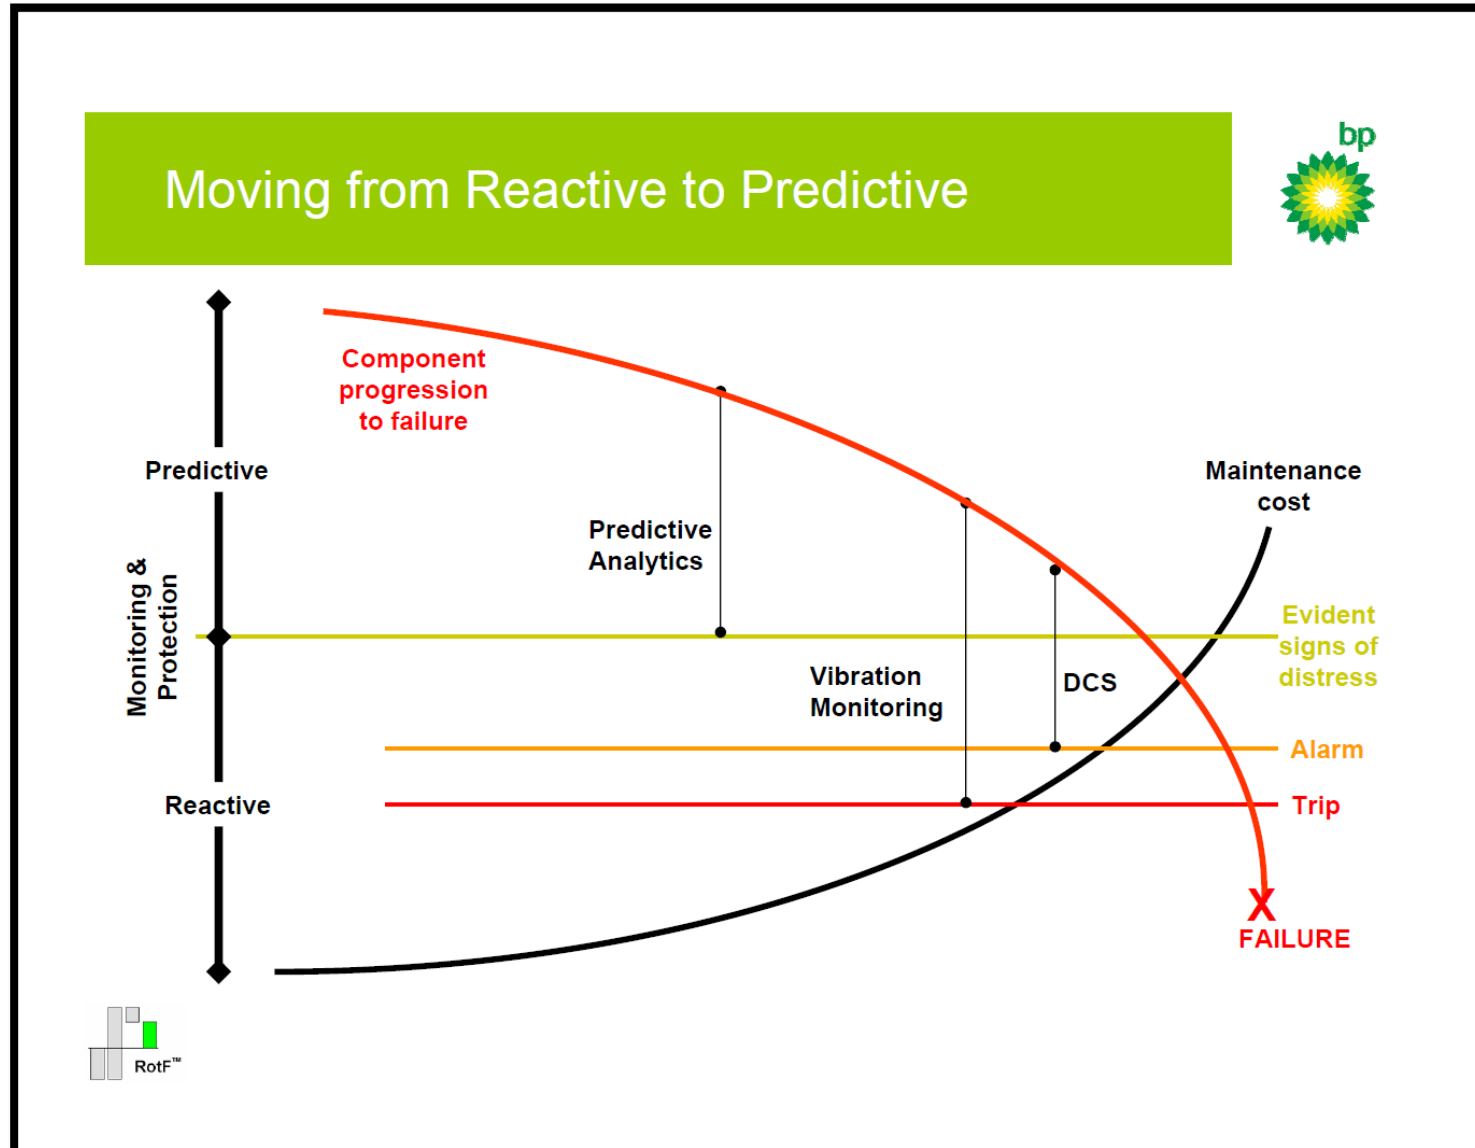 bp
Moving from Reactive to Predictive
Component
progression
to failure
Predictive
Maintenance
cost
Predictive
Analytics
Monitoring &
Protection
Evident
signs of
distress
Vibration
Monitoring
DCS
Alarm
Reactive
Trip
X
FAILURE
RotF™